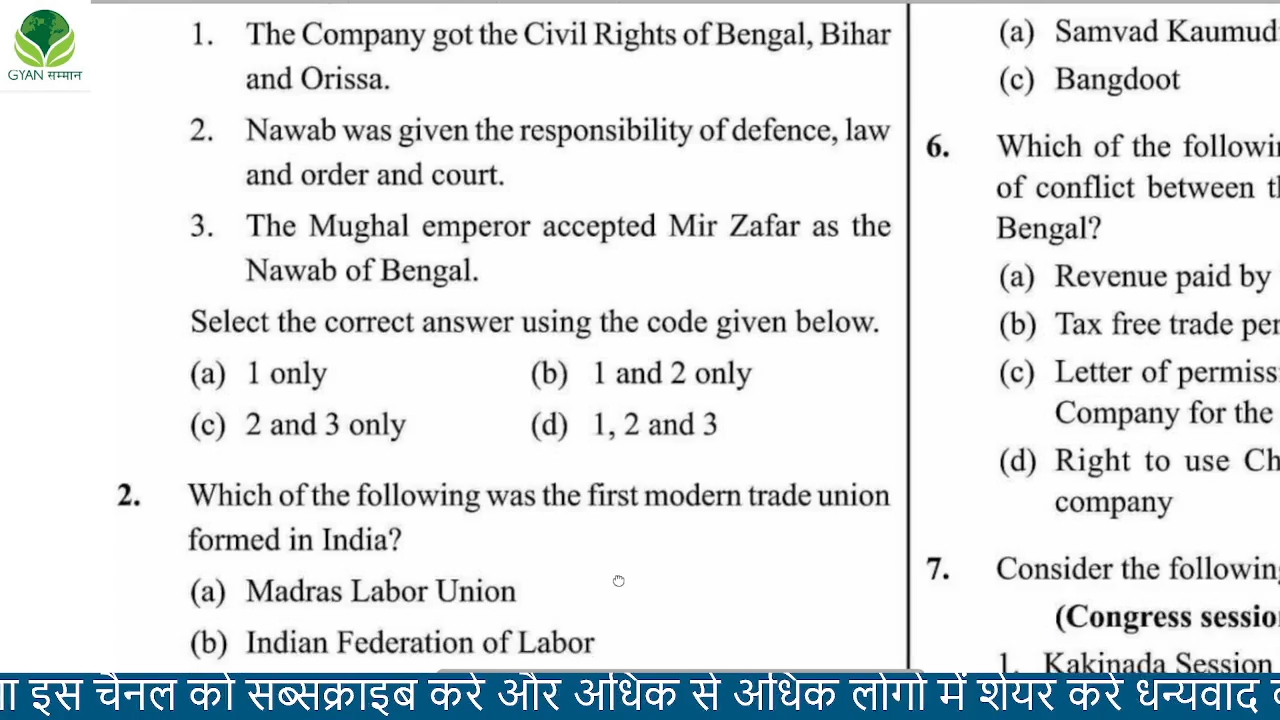 GYAN सम्मान
1. The Company got the Civil Rights of Bengal, Bihar
and Orissa.
2. Nawab was given the responsibility of defence, law
and order and court.
3. The Mughal emperor accepted Mir Zafar as the
Nawab of Bengal.
Select the correct answer using the code given below.
(a) 1 only (b) 1 and 2 only
(c) 2 and 3 only (d) 1, 2 and 3
2. Which of the following was the first modern trade union
formed in India?
(a) Madras Labor Union
(b) Indian Federation of Labor
(a) Samvad Kaumud
(c) Bangdoot
6. Which of the
of conflict between
Bengal?
(a) Revenue paid by
(b) Tax free trade
(c) Letter of
Company for the
(d) Right to use
company
7. Consider the
(Congress
1. Kakinada Session
इस चैनल को सब्सक्राइब करे और अधिक से अधिक लोगो में शेयर करे धन्यवाद